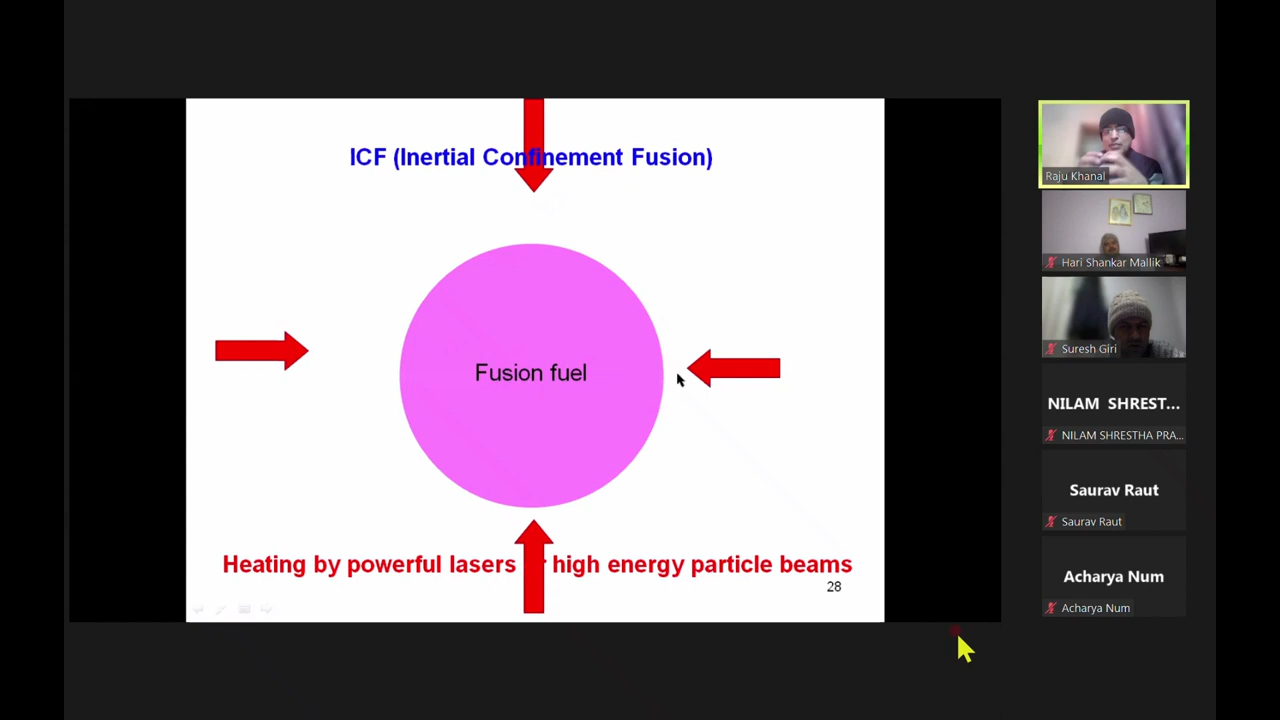 ICF (Inertial Confinement Fusion)
Fusion fuel
Heating by powerful lasers high energy particle beams
28
Raju Khanal
Hari Shankar Mallik
Suresh Giri
NILAM SHREST...
NILAM SHRESTHA PRA...
Saurav Raut
Saurav Raut
Acharya Num
Acharya Num